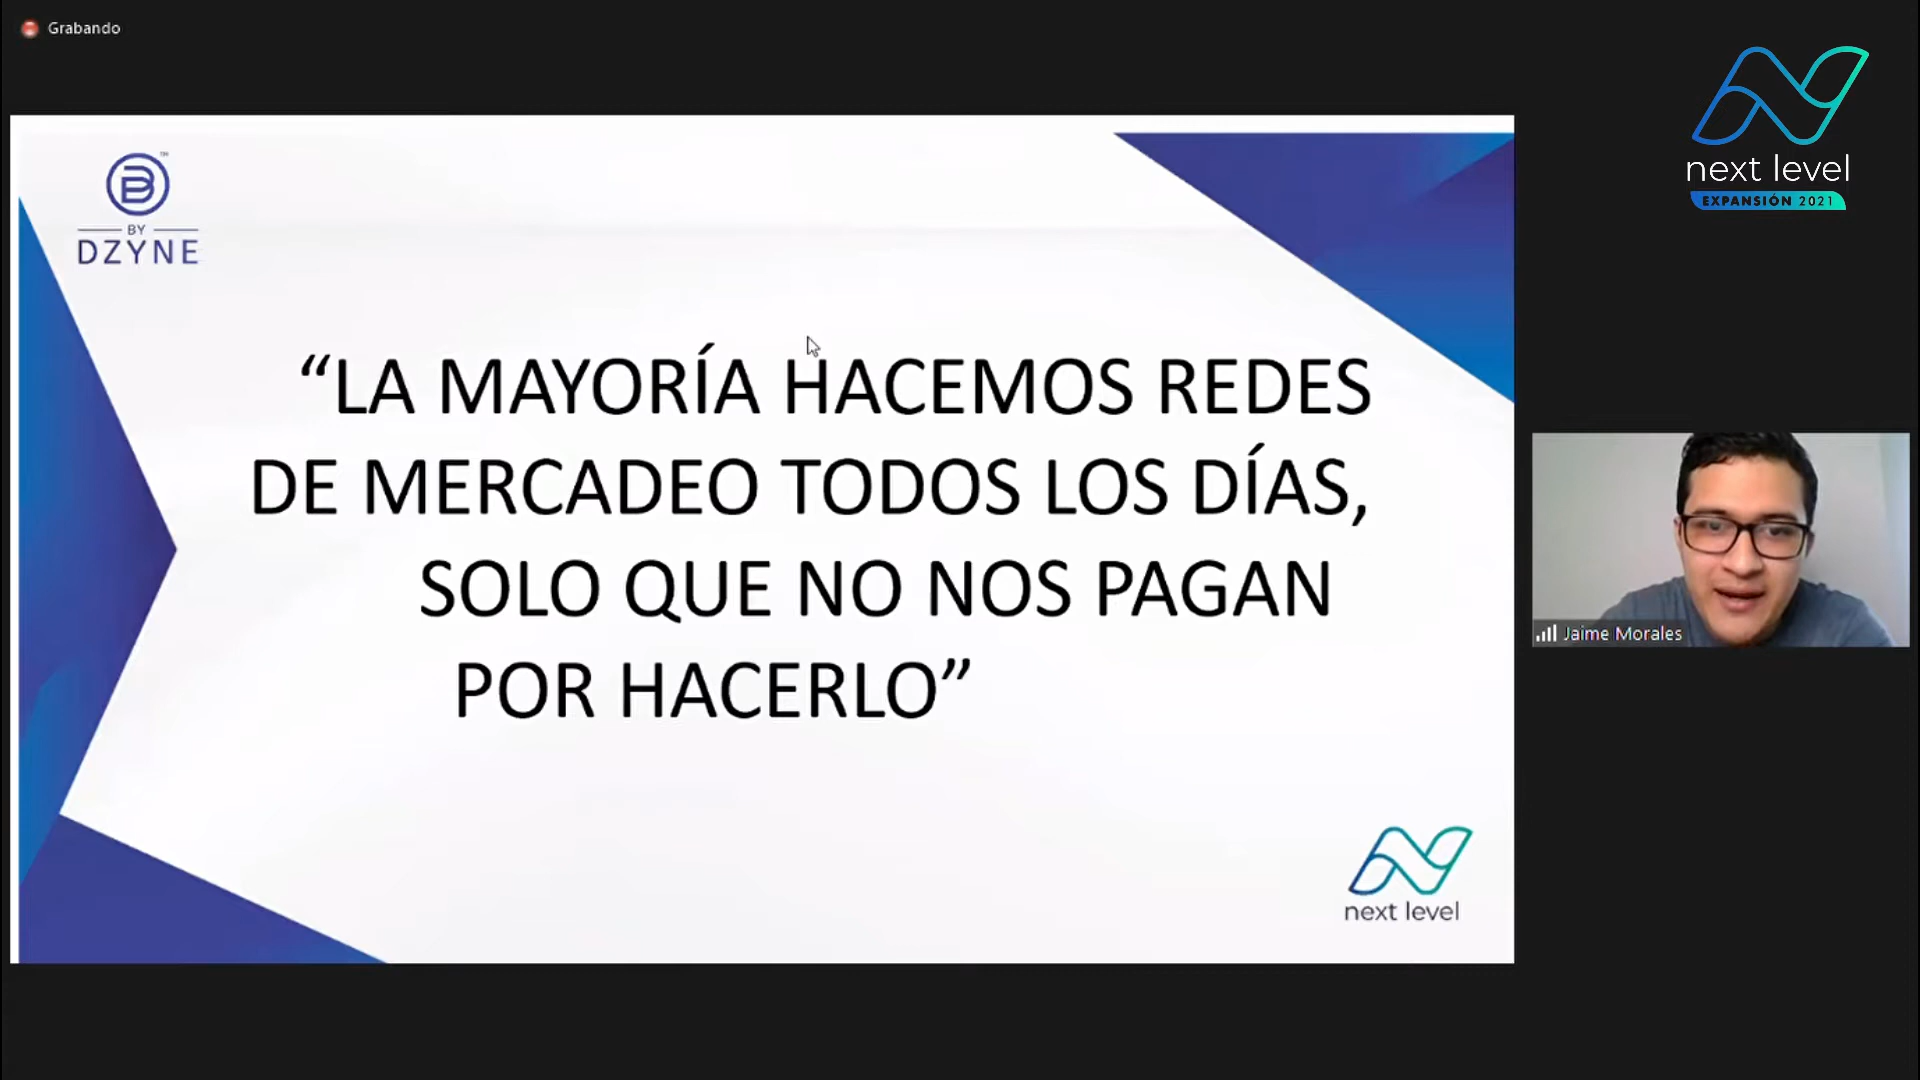 Grabando
next level
EXPANSIÓN 2021
B
™
BY
DZYNE
“LA MAYORÍA HACEMOS REDES
DE MERCADEO TODOS LOS DÍAS,
SOLO QUE NO NOS PAGAN
POR HACERLO”
Jaime Morales
next level